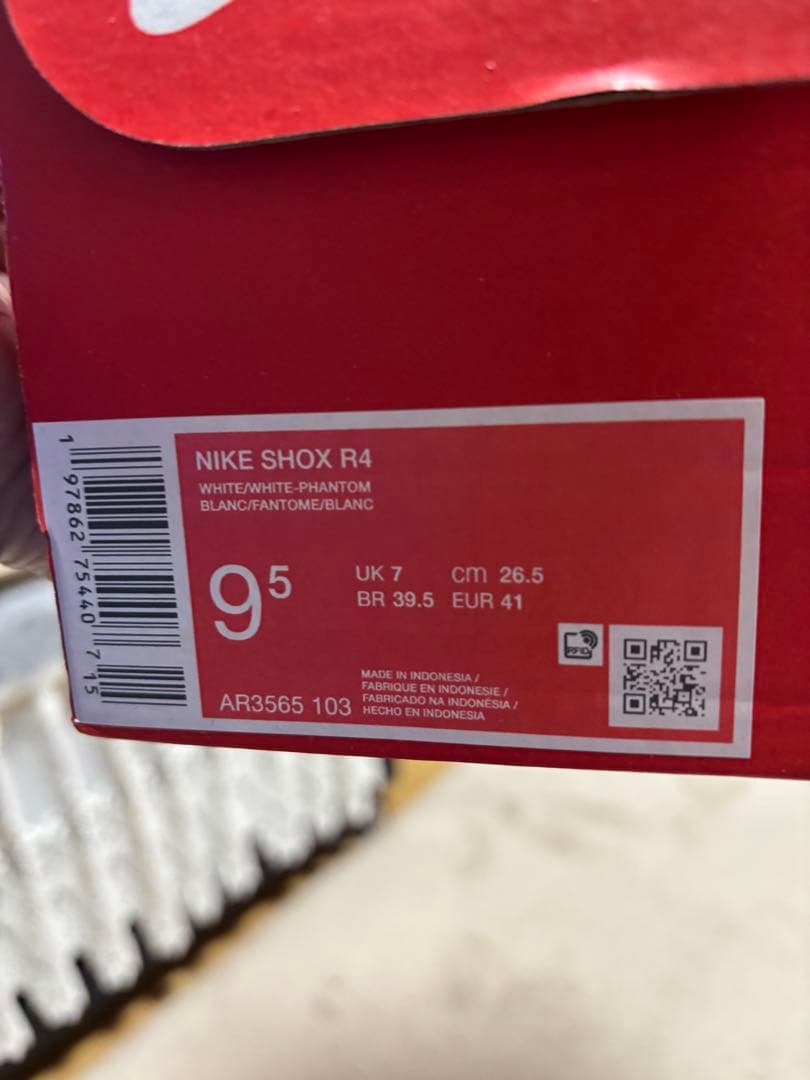 NIKE SHOX R4
WHITE/WHITE-PHANTOM
BLANC/FANTOME/BLANC
9 5
UK 7 cm 26.5
BR 39.5 EUR 41
RFID
AR3565 103
MADE IN INDONESIA /
FABRIQUE EN INDONESIE /
FABRICADO NA INDONÉSIA /
HECHO EN INDONESIA
1 97862 75440 7 15